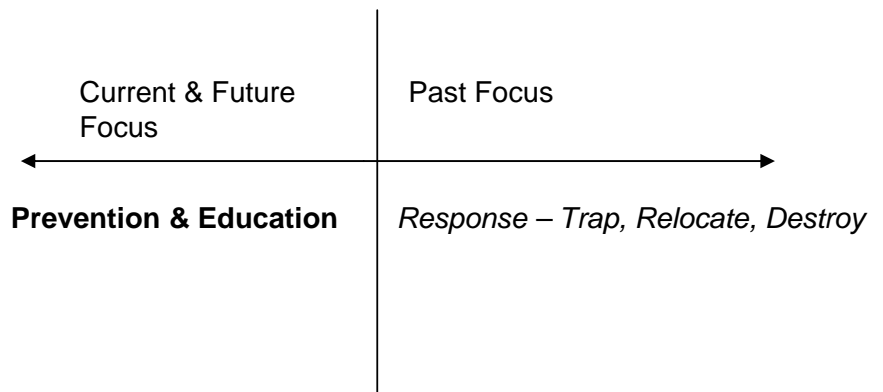 Current & Future
Focus
Past Focus
Prevention & Education
Response – Trap, Relocate, Destroy